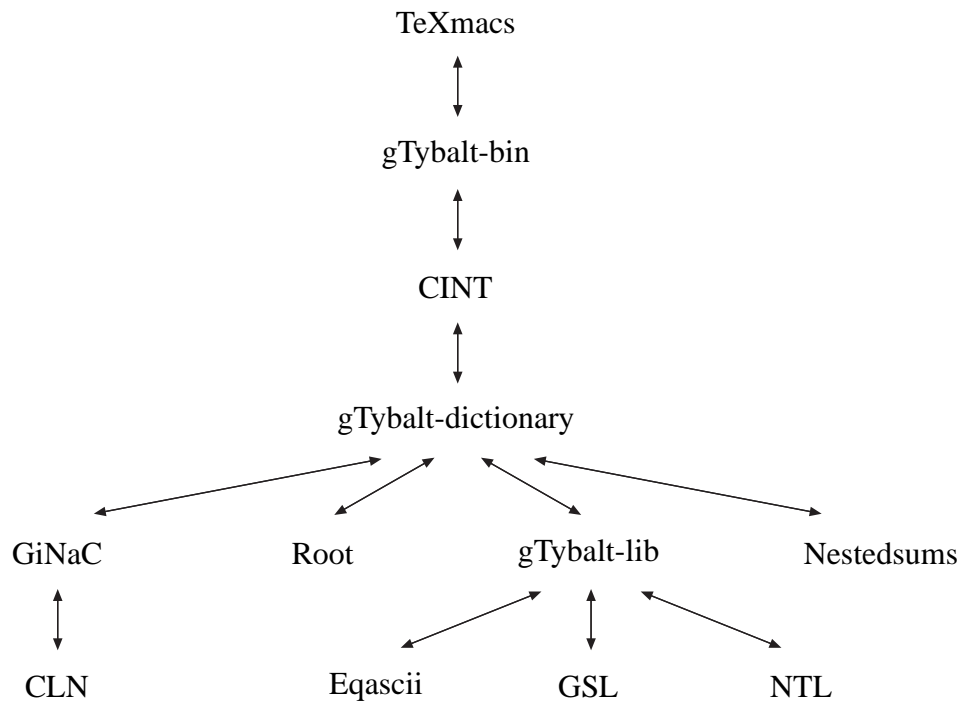 TeXmacs
gTybalt-bin
CINT
gTybalt-dictionary
GiNaC Root gTybalt-lib Nestedsums
CLN Eqascii GSL NTL